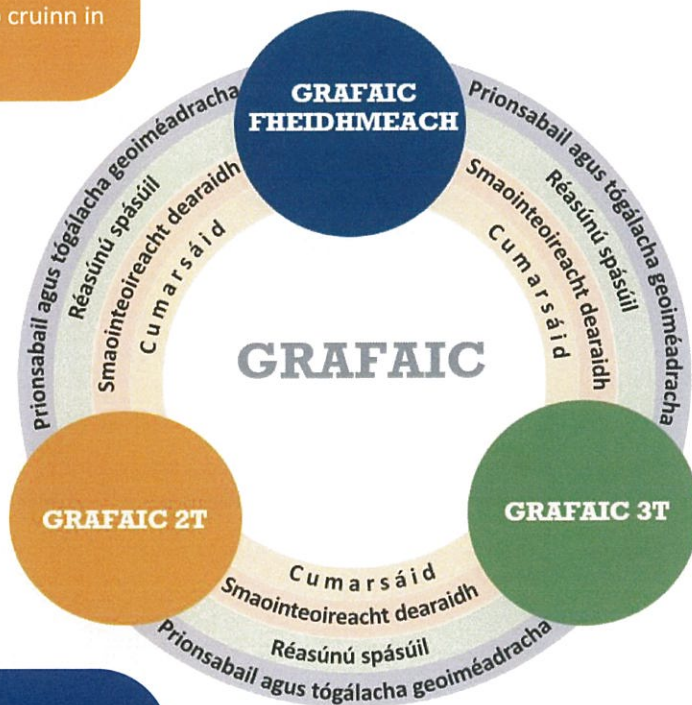 cruinn in
GRAFAIC
FHEIDHMEACH
Prionsabail agus tógálacha geoiméadracha
Réasúnú spásúil
Smaointeoireacht dearaidh
Cumarsáid
Prionsabail agus tógálacha geoiméadracha
Réasúnú spásúil
Smaointeoireacht dearaidh
Cumarsáid
GRAFAIC
GRAFAIC 2T
GRAFAIC 3T
Cumarsáid
Smaointeoireacht dearaidh
Réasúnú spásúil
Prionsabail agus tógálacha geoiméadracha